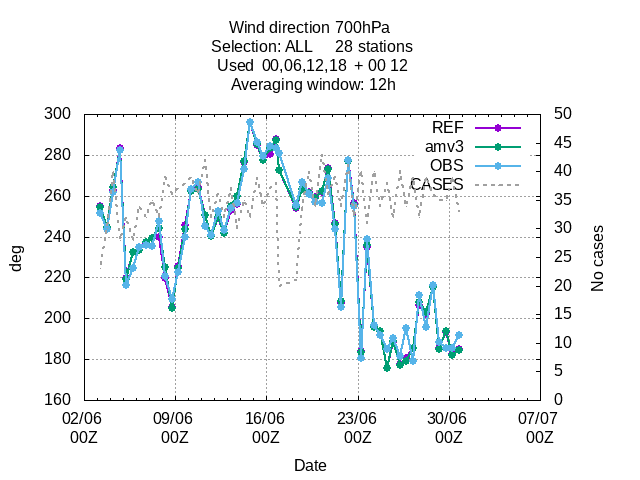 Wind direction 700hPa
Selection: ALL 28 stations
Used 00,06,12,18 + 00 12
Averaging window: 12h
300
280
260
240
220
200
180
160
deg
50
45
40
35
30
25
20
15
10
5
0
No cases
REF
amv3
OBS
CASES
02/06 09/06 16/06 23/06 30/06 07/07
00Z 00Z 00Z 00Z 00Z 00Z
Date